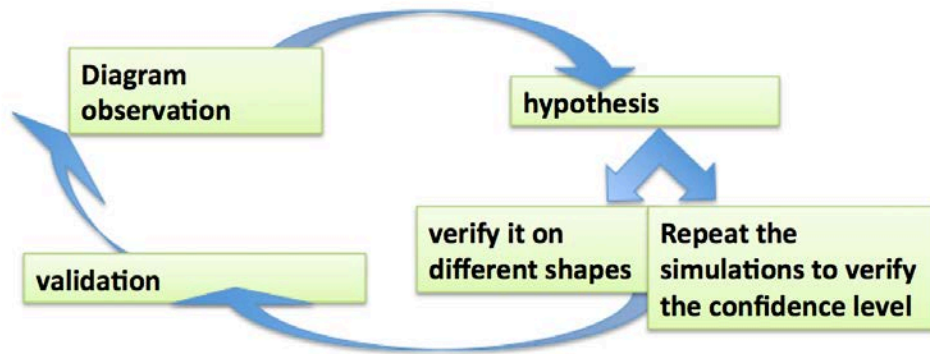 Diagram
observation
hypothesis
verify it on
different shapes
Repeat the
simulations to verify
the confidence level
validation